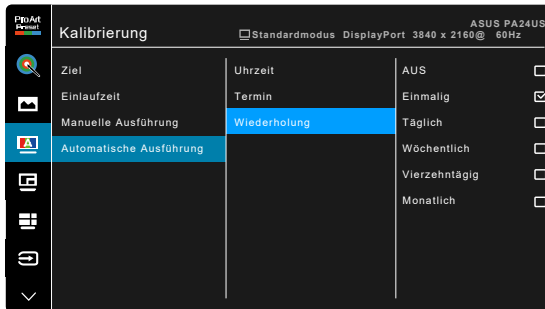 ProArt
Preset
Kalibrierung
ASUS PA24US
Standardmodus DisplayPort 3840 x 2160@ 60Hz
Ziel
Einlaufzeit
Manuelle Ausführung
Automatische Ausführung
Uhrzeit
Termin
Wiederholung
AUS
Einmalig
Täglich
Wöchentlich
Vierzehntägig
Monatlich
A